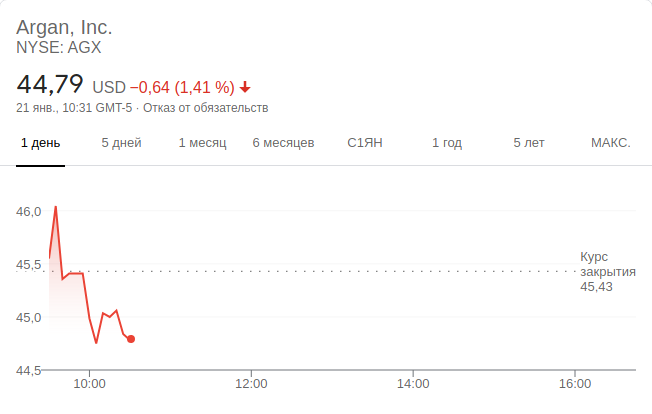 Argan, Inc.
NYSE: AGX
44,79 USD −0,64 (1,41 %)
21 янв., 10:31 GMT-5 · Отказ от обязательств
1 день 5 дней 1 месяц 6 месяцев С1ЯН 1 год 5 лет МАКС.
46,0
45,5
45,0
44,5
Курс
закрытия
45,43
10:00 12:00 14:00 16:00